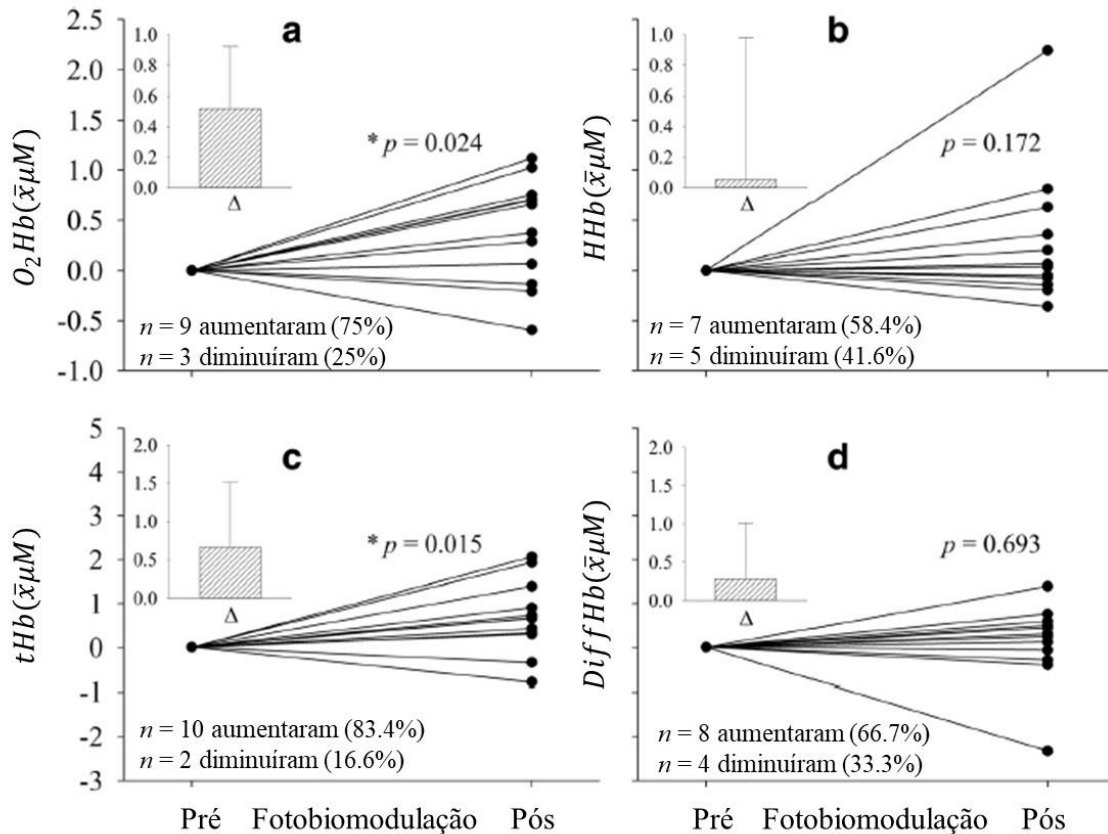 a
O₂Hb(x̄μM)
2.5
2.0
1.5
1.0
0.5
0.0
-0.5
-1.0
1.0
0.8
0.6
0.4
0.2
0.0
Δ
* p = 0.024
n = 9 aumentaram (75%)
n = 3 diminuíram (25%)
b
HHb(x̄μM)
1.0
0.8
0.6
0.4
0.2
0.0
Δ
p = 0.172
n = 7 aumentaram (58.4%)
n = 5 diminuíram (41.6%)
c
tHb(x̄μM)
5
4
3
2
1
0
-1
-2
-3
2.0
1.5
1.0
0.5
0.0
Δ
* p = 0.015
n = 10 aumentaram (83.4%)
n = 2 diminuíram (16.6%)
Pré Fotobiomodulação Pós
d
DiffHb(x̄μM)
2.0
1.5
1.0
0.5
0.0
Δ
p = 0.693
n = 8 aumentaram (66.7%)
n = 4 diminuíram (33.3%)
Pré Fotobiomodulação Pós